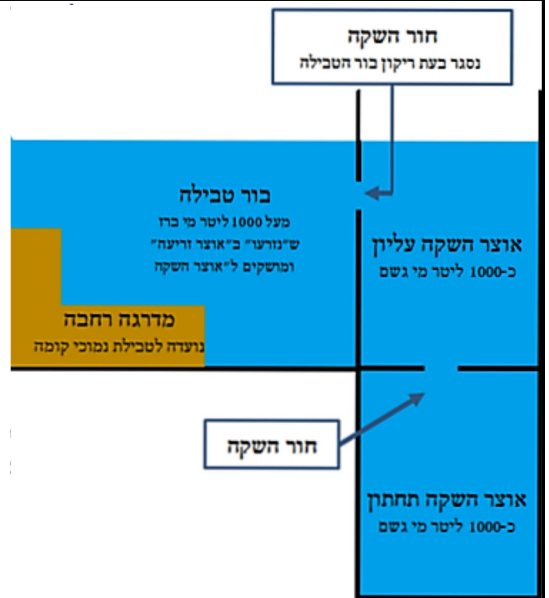 חור השקה
נסגר בעת ריקון בור הטבילה
בור טבילה
מעל 1000 ליטר מי ברז
ש"נזרעו" ב"אוצר זריעה"
ומושקים ל"אוצר השקה
אוצר השקה עליון
כ-1000 ליטר מי גשם
מדרגה רחבה
נועדה לטבילת נמוכי קומה
חור השקה
אוצר השקה תחתון
כ-1000 ליטר מי גשם